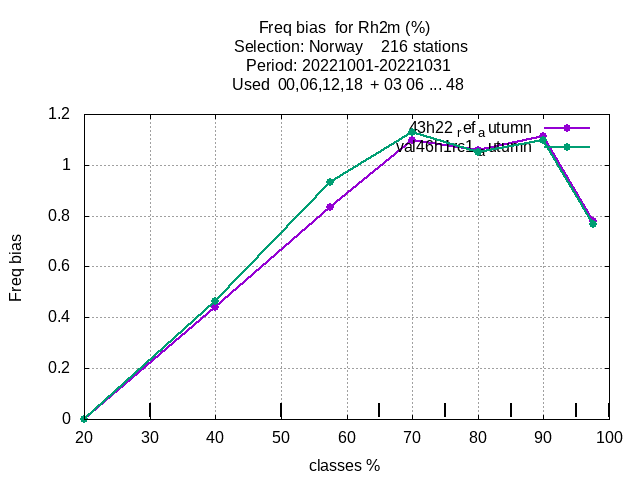 Freq bias for Rh2m (%)
Selection: Norway 216 stations
Period: 20221001-20221031
Used 00,06,12,18 + 03 06 ... 48
43h22refautumn
val46h1rc1autumn
1.2
1
0.8
0.6
0.4
0.2
0
Freq bias
20 30 40 50 60 70 80 90 100
classes %